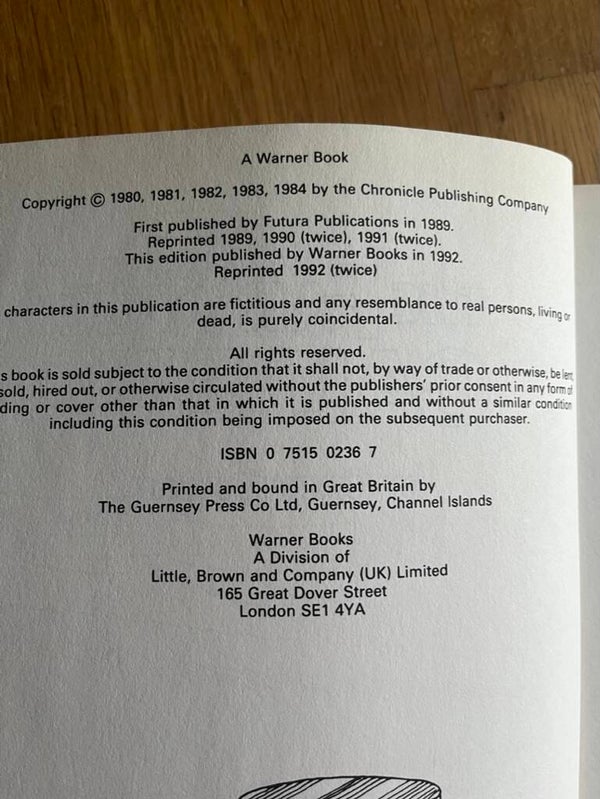 A Warner Book
Copyright © 1980, 1981, 1982, 1983, 1984 by the Chronicle Publishing Company
First published by Futura Publications in 1989.
Reprinted 1989, 1990 (twice), 1991 (twice).
This edition published by Warner Books in 1992.
Reprinted 1992 (twice)
characters in this publication are fictitious and any resemblance to real persons, living or
dead, is purely coincidental.
All rights reserved.
s book is sold subject to the condition that it shall not, by way of trade or otherwise, be lent,
sold, hired out, or otherwise circulated without the publishers' prior consent in any form of
ding or cover other than that in which it is published and without a similar condition
including this condition being imposed on the subsequent purchaser.
ISBN 0 7515 0236 7
Printed and bound in Great Britain by
The Guernsey Press Co Ltd, Guernsey, Channel Islands
Warner Books
A Division of
Little, Brown and Company (UK) Limited
165 Great Dover Street
London SE1 4YA